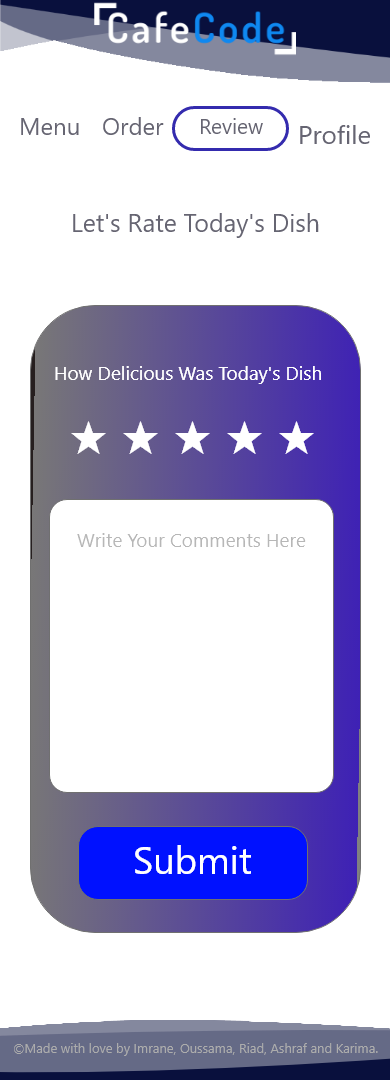 CafeCode
Menu Order Review Profile
Let's Rate Today's Dish
How Delicious Was Today's Dish
Write Your Comments Here
Submit
©Made with love by Imrane, Oussama, Riad, Ashraf and Karima.